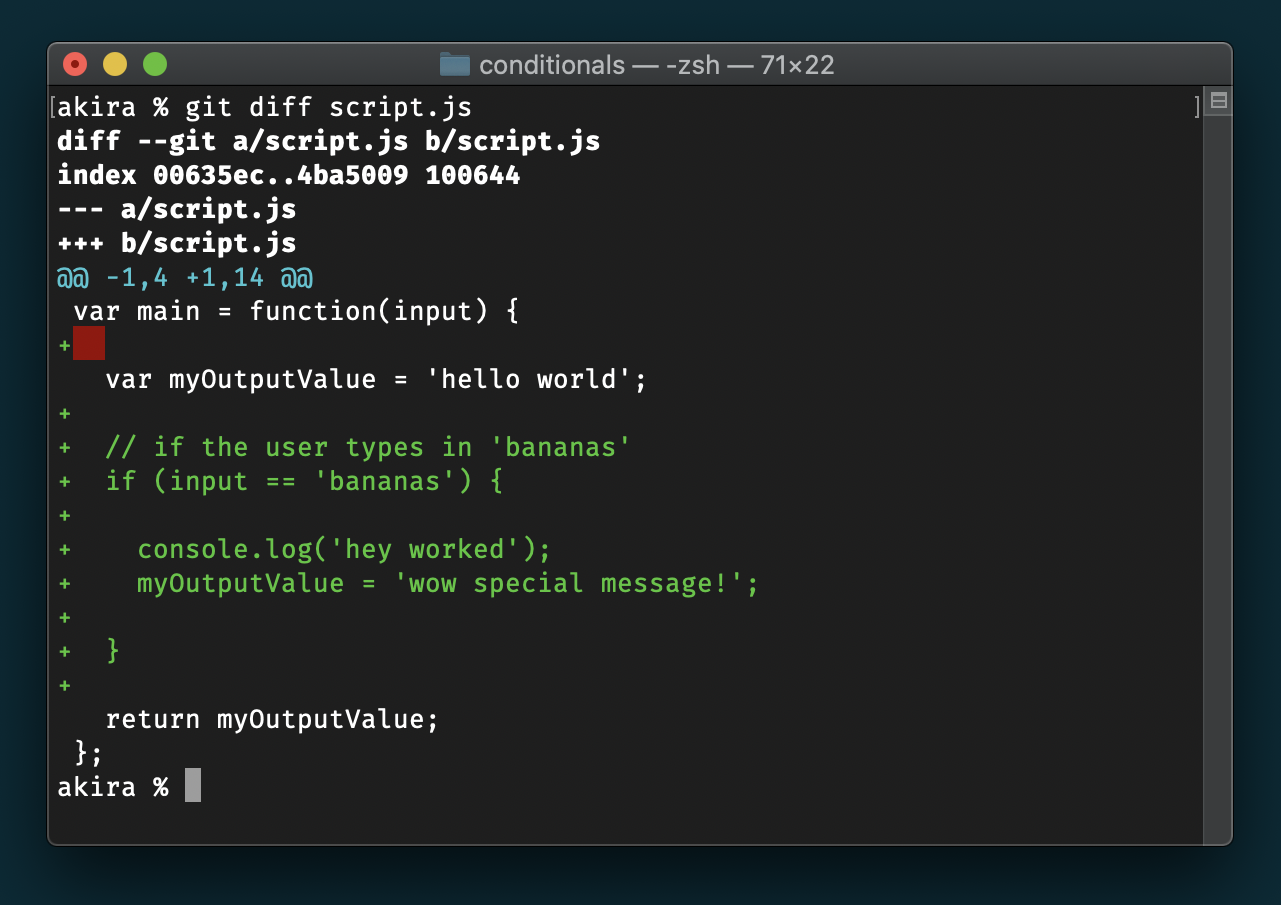 conditionals — -zsh — 71×22
[akira % git diff script.js ]
diff --git a/script.js b/script.js
index 00635ec..4ba5009 100644
--- a/script.js
+++ b/script.js
@@ -1,4 +1,14 @@
 var main = function(input) {
+
   var myOutputValue = 'hello world';
+
+  // if the user types in 'bananas'
+  if (input == 'bananas') {
+
+    console.log('hey worked');
+    myOutputValue = 'wow special message!';
+
+  }
+
   return myOutputValue;
 };
akira %